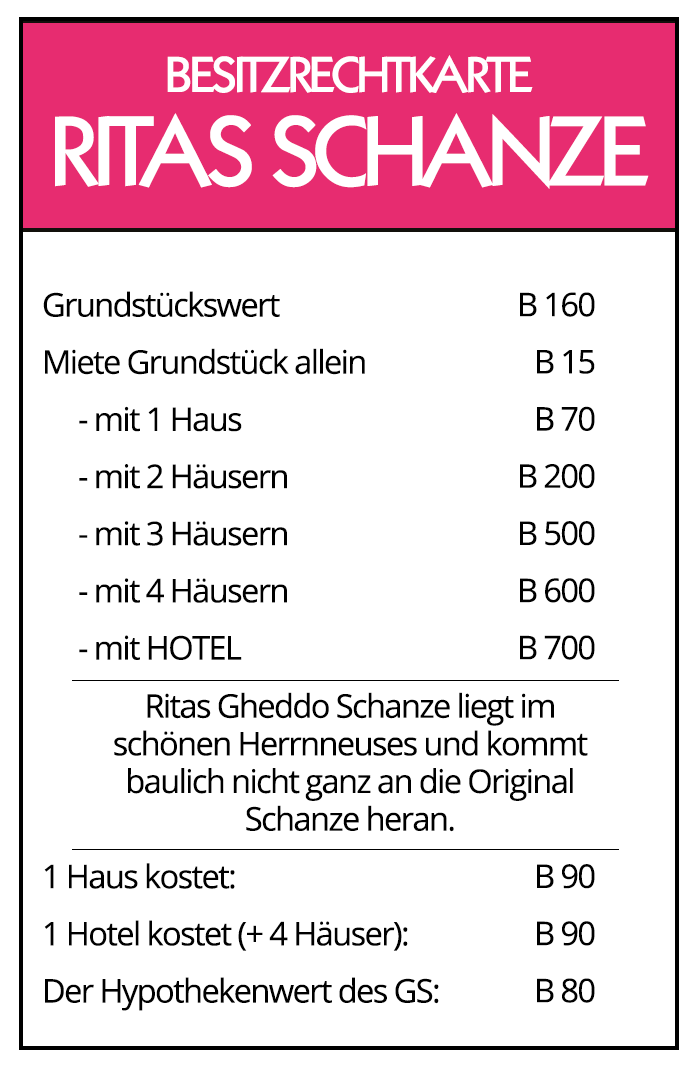 BESITZRECHTKARTE
RITAS SCHANZE
Grundstückswert B 160
Miete Grundstück allein B 15
- mit 1 Haus B 70
- mit 2 Häusern B 200
- mit 3 Häusern B 500
- mit 4 Häusern B 600
- mit HOTEL B 700
Ritas Gheddo Schanze liegt im
schönen Herrnneuses und kommt
baulich nicht ganz an die Original
Schanze heran.
1 Haus kostet: B 90
1 Hotel kostet (+ 4 Häuser): B 90
Der Hypothekenwert des GS: B 80